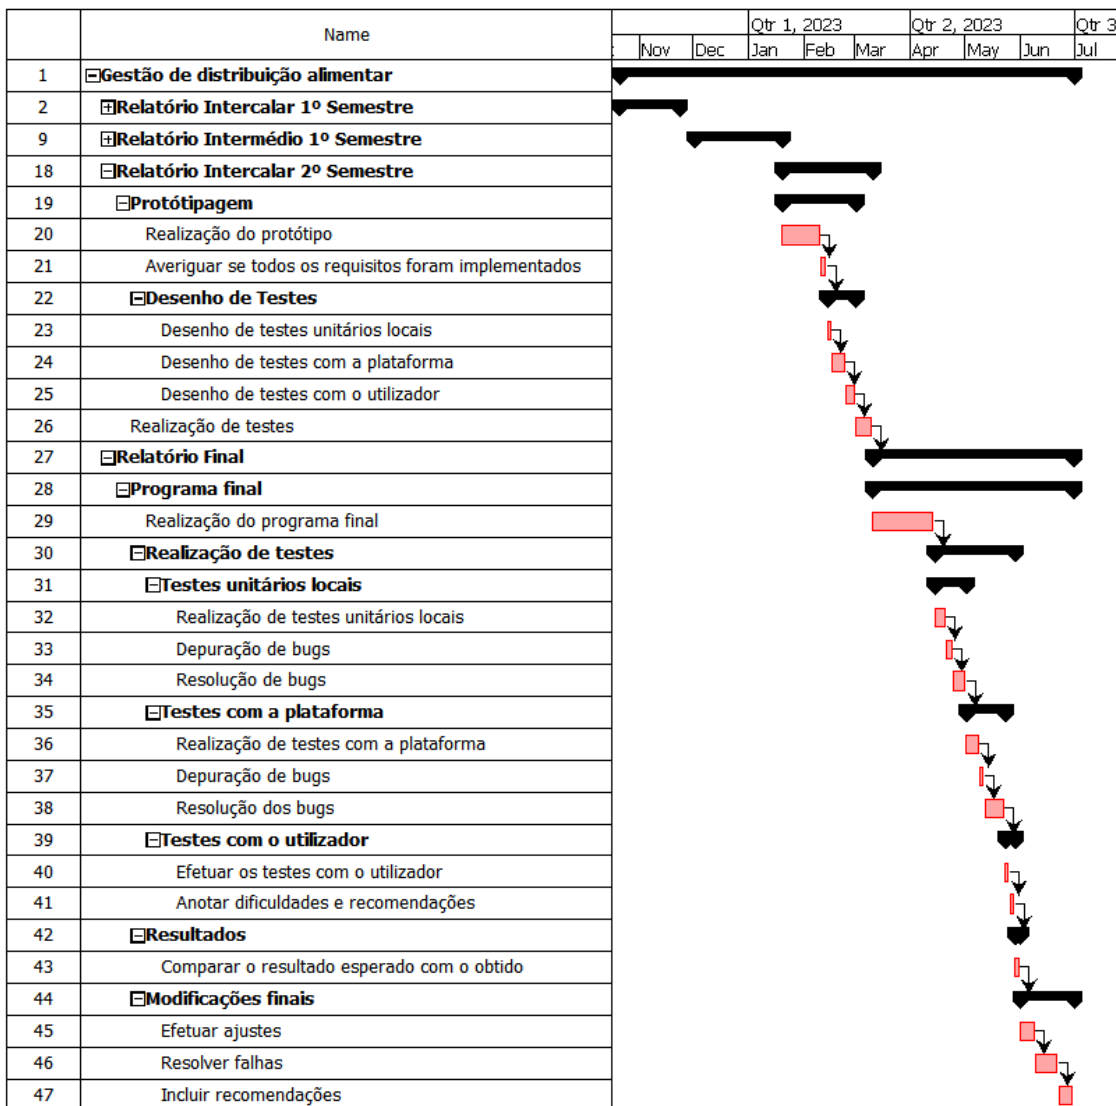 Name
Qtr 1, 2023 Qtr 2, 2023 Qtr 3
Nov Dec Jan Feb Mar Apr May Jun Jul
1 Gestão de distribuição alimentar
2 Relatório Intercalar 1º Semestre
9 Relatório Intermédio 1º Semestre
18 Relatório Intercalar 2º Semestre
19 Protótipagem
20 Realização do protótipo
21 Averiguar se todos os requisitos foram implementados
22 Desenho de Testes
23 Desenho de testes unitários locais
24 Desenho de testes com a plataforma
25 Desenho de testes com o utilizador
26 Realização de testes
27 Relatório Final
28 Programa final
29 Realização do programa final
30 Realização de testes
31 Testes unitários locais
32 Realização de testes unitários locais
33 Depuração de bugs
34 Resolução de bugs
35 Testes com a plataforma
36 Realização de testes com a plataforma
37 Depuração de bugs
38 Resolução dos bugs
39 Testes com o utilizador
40 Efetuar os testes com o utilizador
41 Anotar dificuldades e recomendações
42 Resultados
43 Comparar o resultado esperado com o obtido
44 Modificações finais
45 Efetuar ajustes
46 Resolver falhas
47 Incluir recomendações